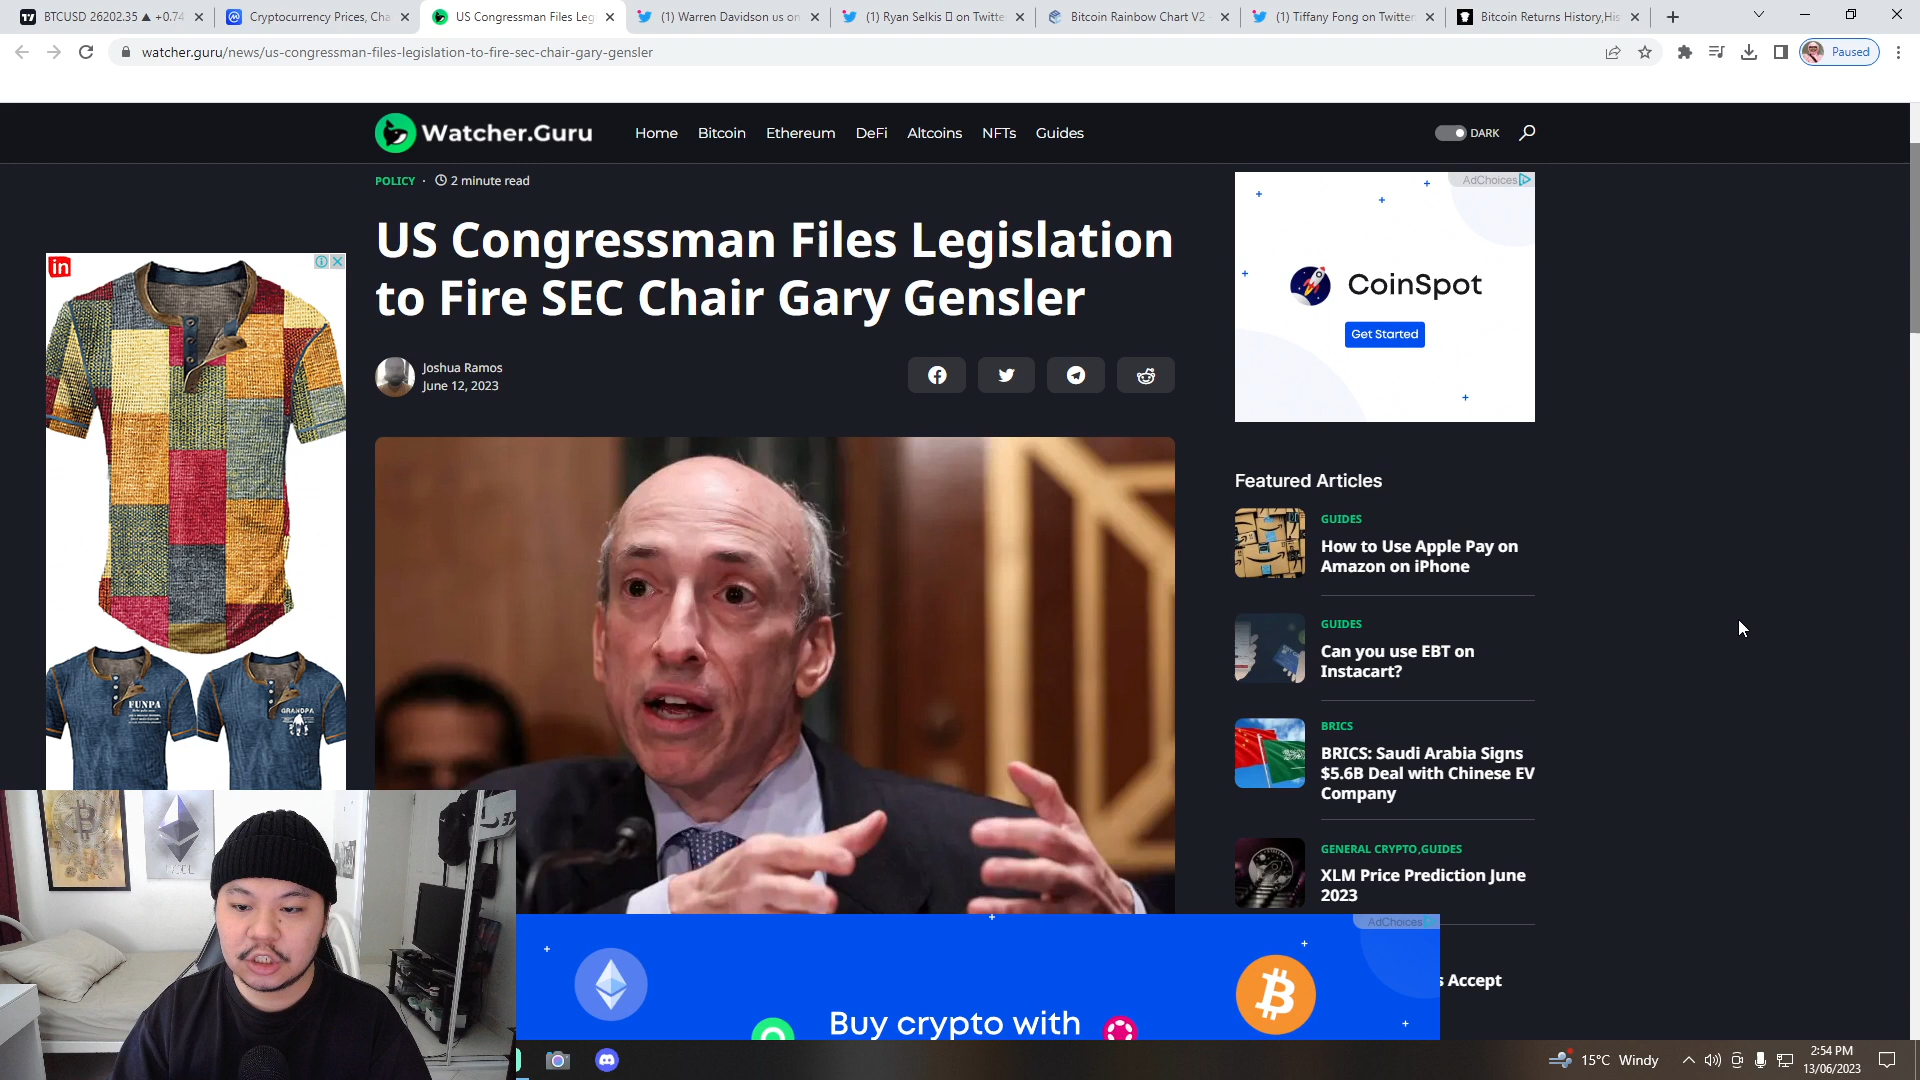 BTCUSD 26202.35 ▲ +0.74
Cryptocurrency Prices, Cha
US Congressman Files Leg
(1) Warren Davidson us on
(1) Ryan Selkis on Twitte
Bitcoin Rainbow Chart V2
(1) Tiffany Fong on Twitter
Bitcoin Returns History,His
watcher.guru/news/us-congressman-files-legislation-to-fire-sec-chair-gary-gensler
Paused
Watcher.Guru
Home
Bitcoin
Ethereum
DeFi
Altcoins
NFTs
Guides
DARK
POLICY · 2 minute read
US Congressman Files Legislation
to Fire SEC Chair Gary Gensler
Joshua Ramos
June 12, 2023
in
FUNPA
GRANDPA
AdChoices
CoinSpot
Get Started
Featured Articles
GUIDES
How to Use Apple Pay on
Amazon on iPhone
GUIDES
Can you use EBT on
Instacart?
BRICS
BRICS: Saudi Arabia Signs
$5.6B Deal with Chinese EV
Company
GENERAL CRYPTO,GUIDES
XLM Price Prediction June
2023
s Accept
AdChoices
Buy crypto with
15°C Windy
2:54 PM
13/06/2023